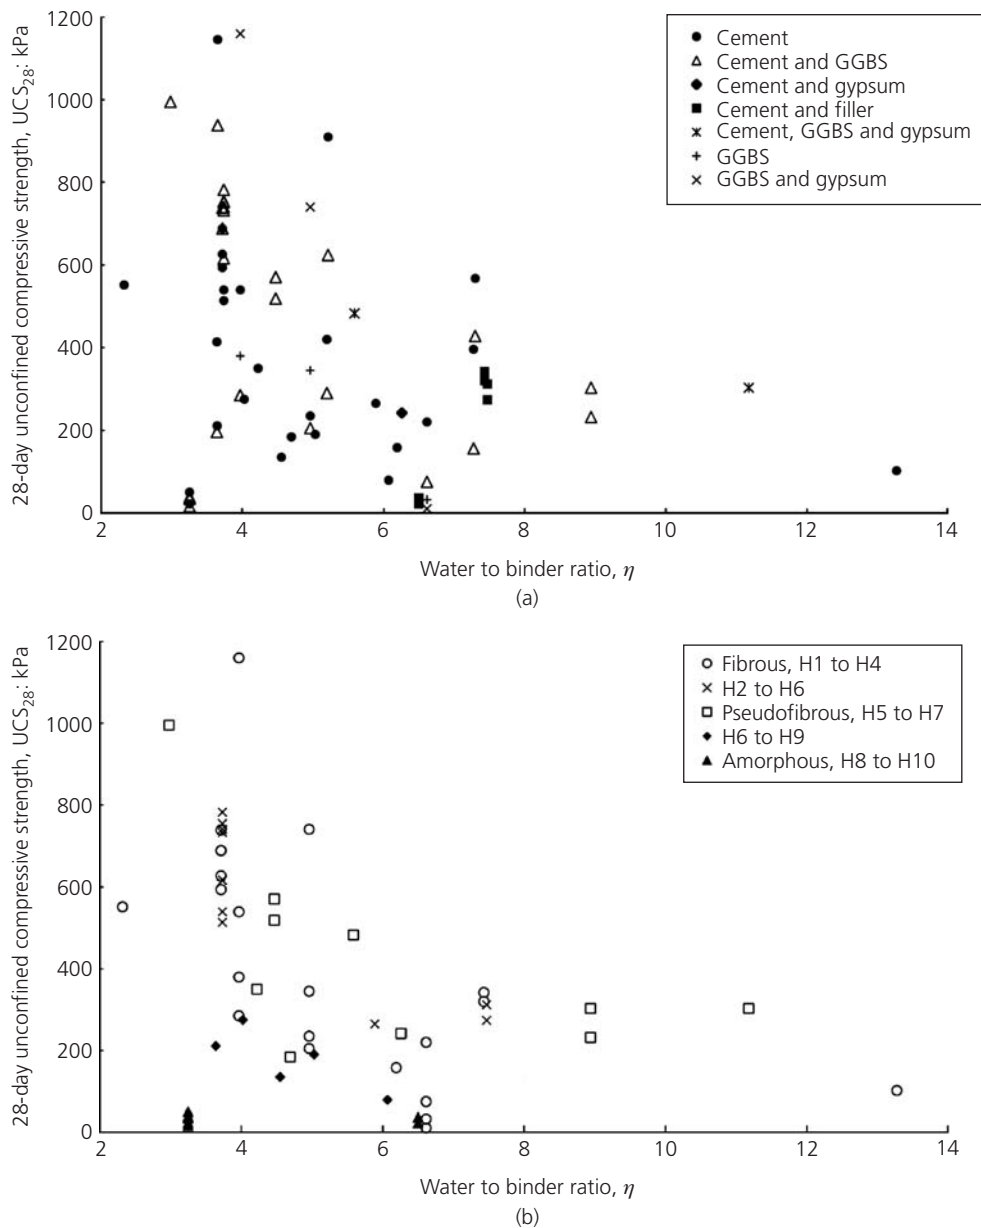 1200
1000
800
600
400
200
0
28-day unconfined compressive strength, UCS28: kPa
Cement
Cement and GGBS
Cement and gypsum
Cement and filler
Cement, GGBS and gypsum
GGBS
GGBS and gypsum
2 4 6 8 10 12 14
Water to binder ratio, η
(a)
1200
1000
800
600
400
200
0
28-day unconfined compressive strength, UCS28: kPa
Fibrous, H1 to H4
H2 to H6
Pseudofibrous, H5 to H7
H6 to H9
Amorphous, H8 to H10
2 4 6 8 10 12 14
Water to binder ratio, η
(b)